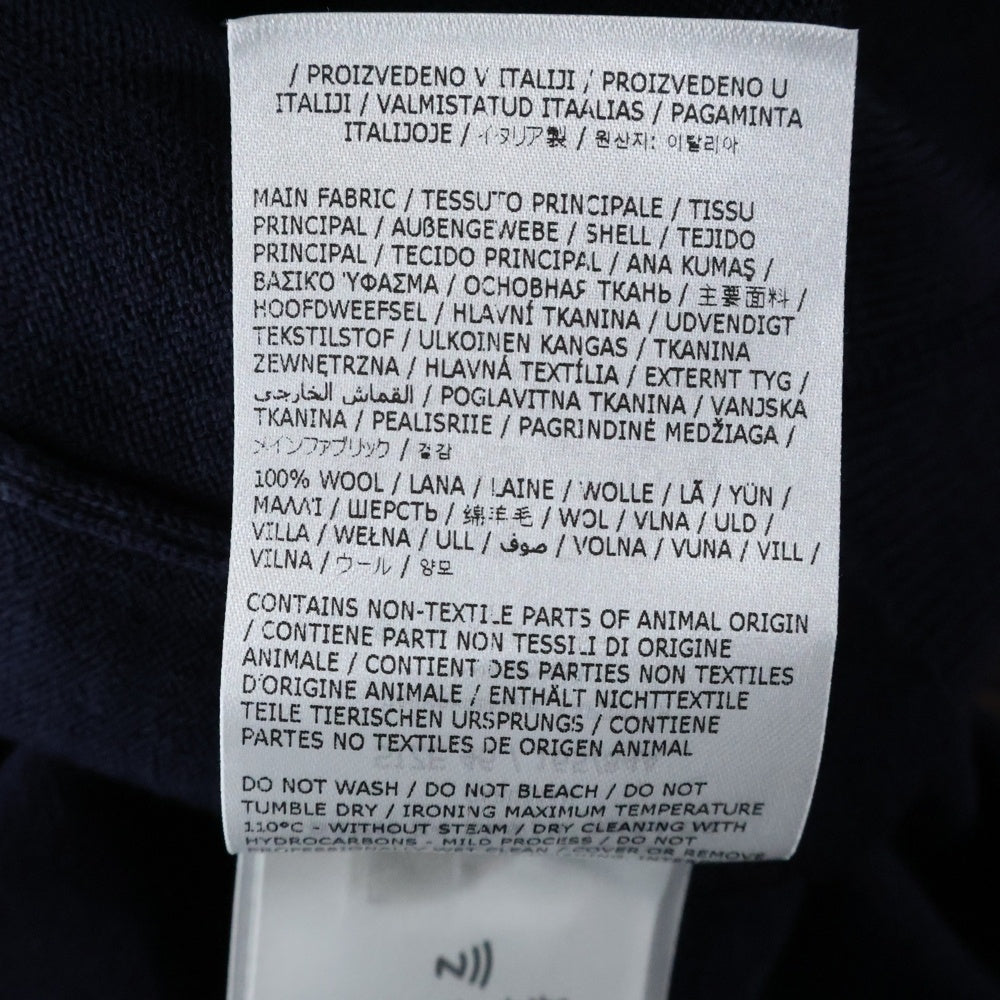 / PROIZVEDENO V ITALIJI / PROIZVEDENO U
ITALIJI / VALMISTATUD ITAALIAS / PAGAMINTA
ITALIJOJE / イタリア製 / 원산지: 이탈리아
MAIN FABRIC / TESSUTO PRINCIPALE / TISSU
PRINCIPAL / AUßENGEWEBE / SHELL / TEJIDO
PRINCIPAL / TECIDO PRINCIPAL / ANA KUMAŞ /
ΒΑΣΙΚΟ ΎΦΑΣΜΑ / ОСНОВНАЯ ТКАНЬ / 主要面料 /
HOOFDWEEFSEL / HLAVNÍ TKANINA / UDVENDIGT
TEKSTILSTOF / ULKOINEN KANGAS / TKANINA
ZEWNĘTRZNA / HLAVNÁ TEXTÍLIA / EXTERNT TYG /
القماش الخارجي / POGLAVITNA TKANINA / VANJSKA
TKANINA / PEALISRIIE / PAGRINDINĖ MEDŽIAGA /
メインファブリック / 겉감
100% WOOL / LANA / LAINE / WOLLE / LÃ / YÜN /
ΜΑΛΛΊ / ШЕРСТЬ / 绵羊毛 / WOL / VLNA / ULD /
VILLA / WEŁNA / ULL / صوف / VOLNA / VUNA / VILL /
VILNA / ウール / 양모
CONTAINS NON-TEXTILE PARTS OF ANIMAL ORIGIN
/ CONTIENE PARTI NON TESSILI DI ORIGINE
ANIMALE / CONTIENT DES PARTIES NON TEXTILES
D'ORIGINE ANIMALE / ENTHÄLT NICHTTEXTILE
TEILE TIERISCHEN URSPRUNGS / CONTIENE
PARTES NO TEXTILES DE ORIGEN ANIMAL
DO NOT WASH / DO NOT BLEACH / DO NOT
TUMBLE DRY / IRONING MAXIMUM TEMPERATURE
110°C - WITHOUT STEAM / DRY CLEANING WITH
HYDROCARBONS - MILD PROCESS / DO NOT
PROFESSIONALLY WET CLEAN / COVER OR REMOVE